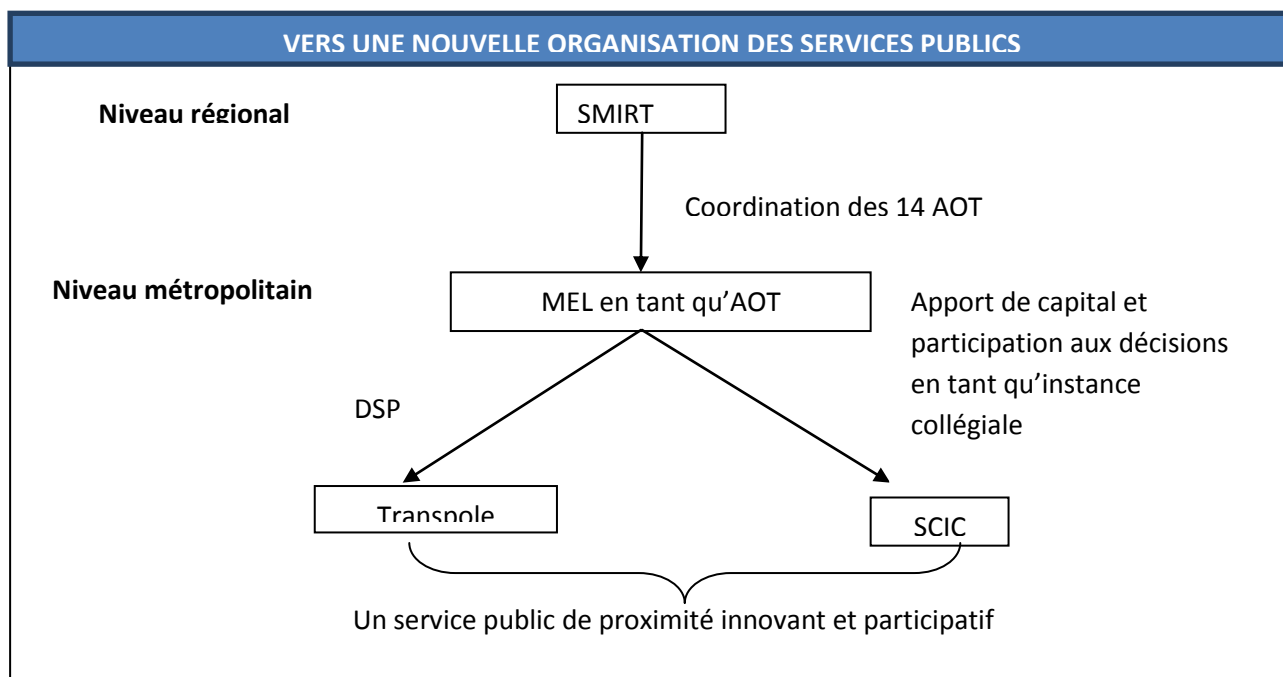 VERS UNE NOUVELLE ORGANISATION DES SERVICES PUBLICS
Niveau régional
SMIRT
Coordination des 14 AOT
Niveau métropolitain
MEL en tant qu’AOT
Apport de capital et
participation aux décisions
en tant qu’instance
collégiale
DSP
Transpole
SCIC
Un service public de proximité innovant et participatif